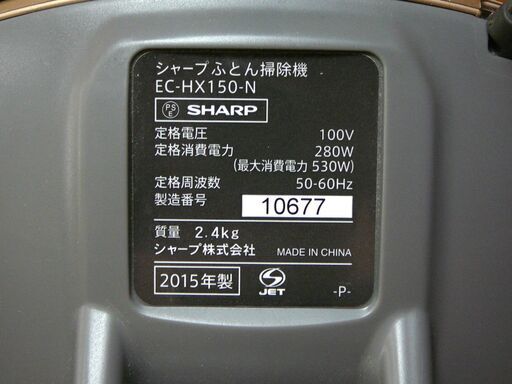 シャープふとん掃除機
EC-HX150-N
PSE SHARP
定格電圧 100V
定格消費電力 280W
(最大消費電力 530W)
定格周波数 50-60Hz
製造番号 10677
質量 2.4kg
シャープ株式会社 MADE IN CHINA
2015年製 S JET -P-